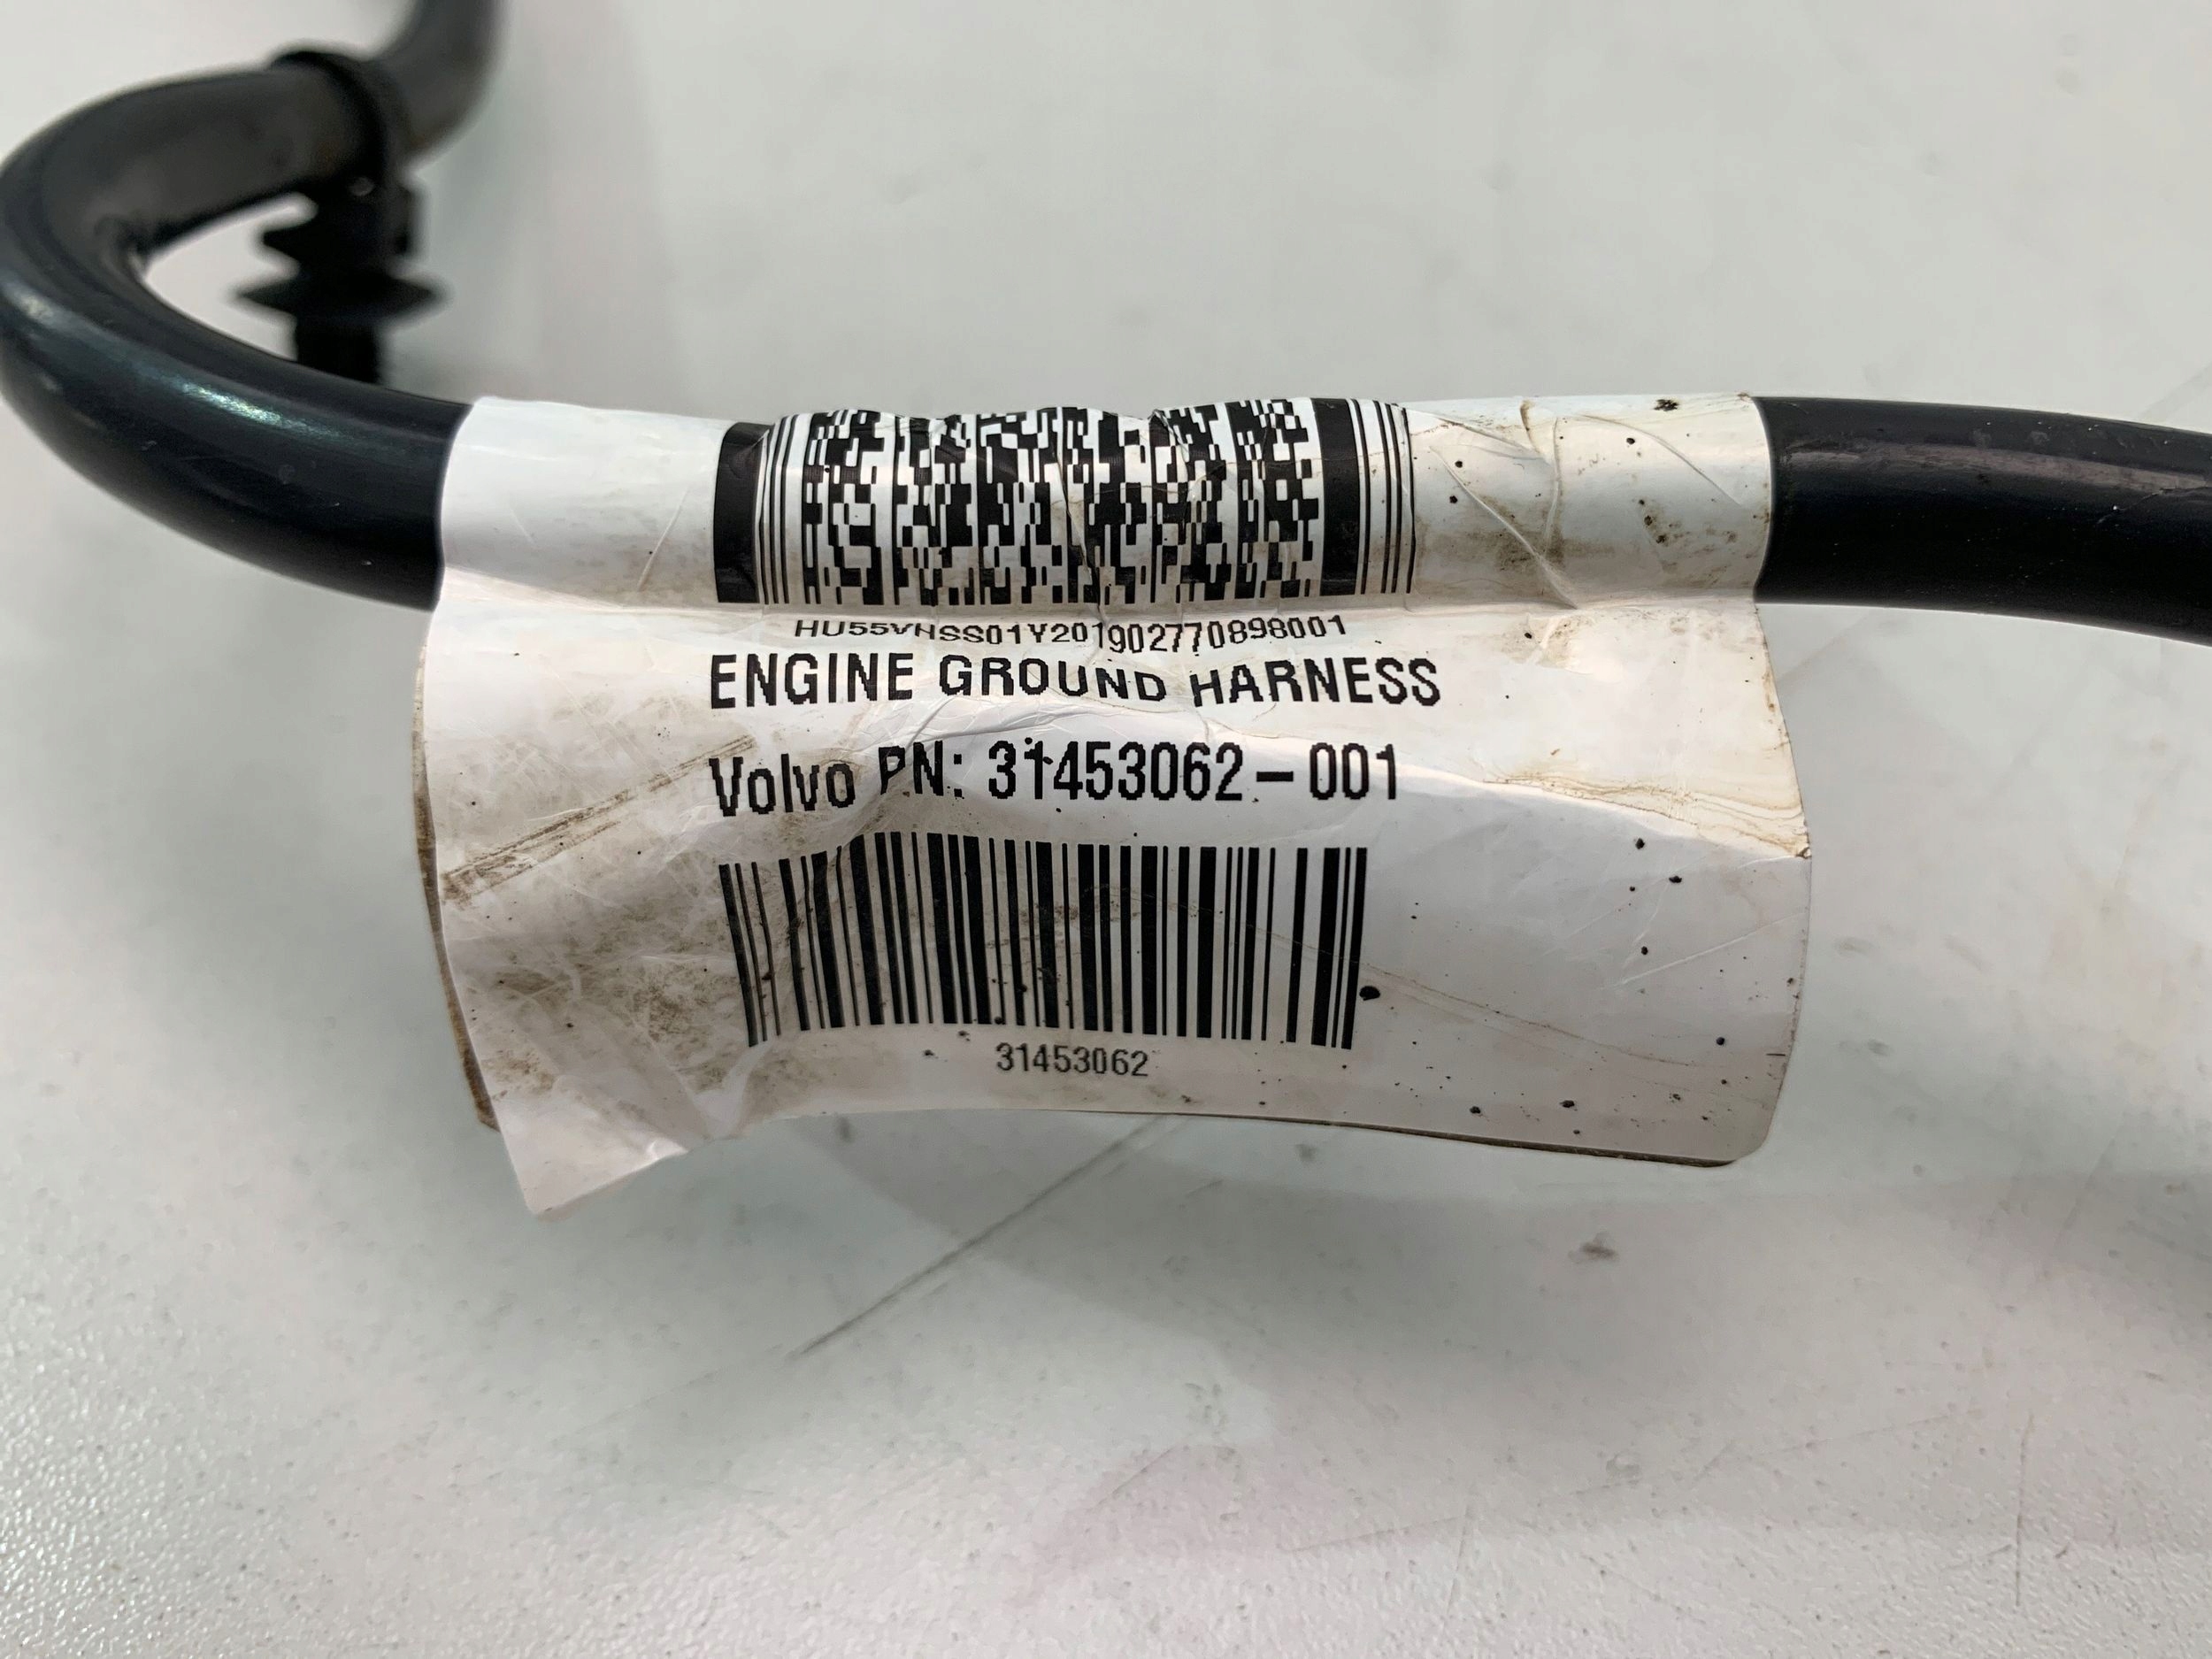 HU55VHSS01Y201902770898001
ENGINE GROUND HARNESS
Volvo PN: 31453062-001
31453062